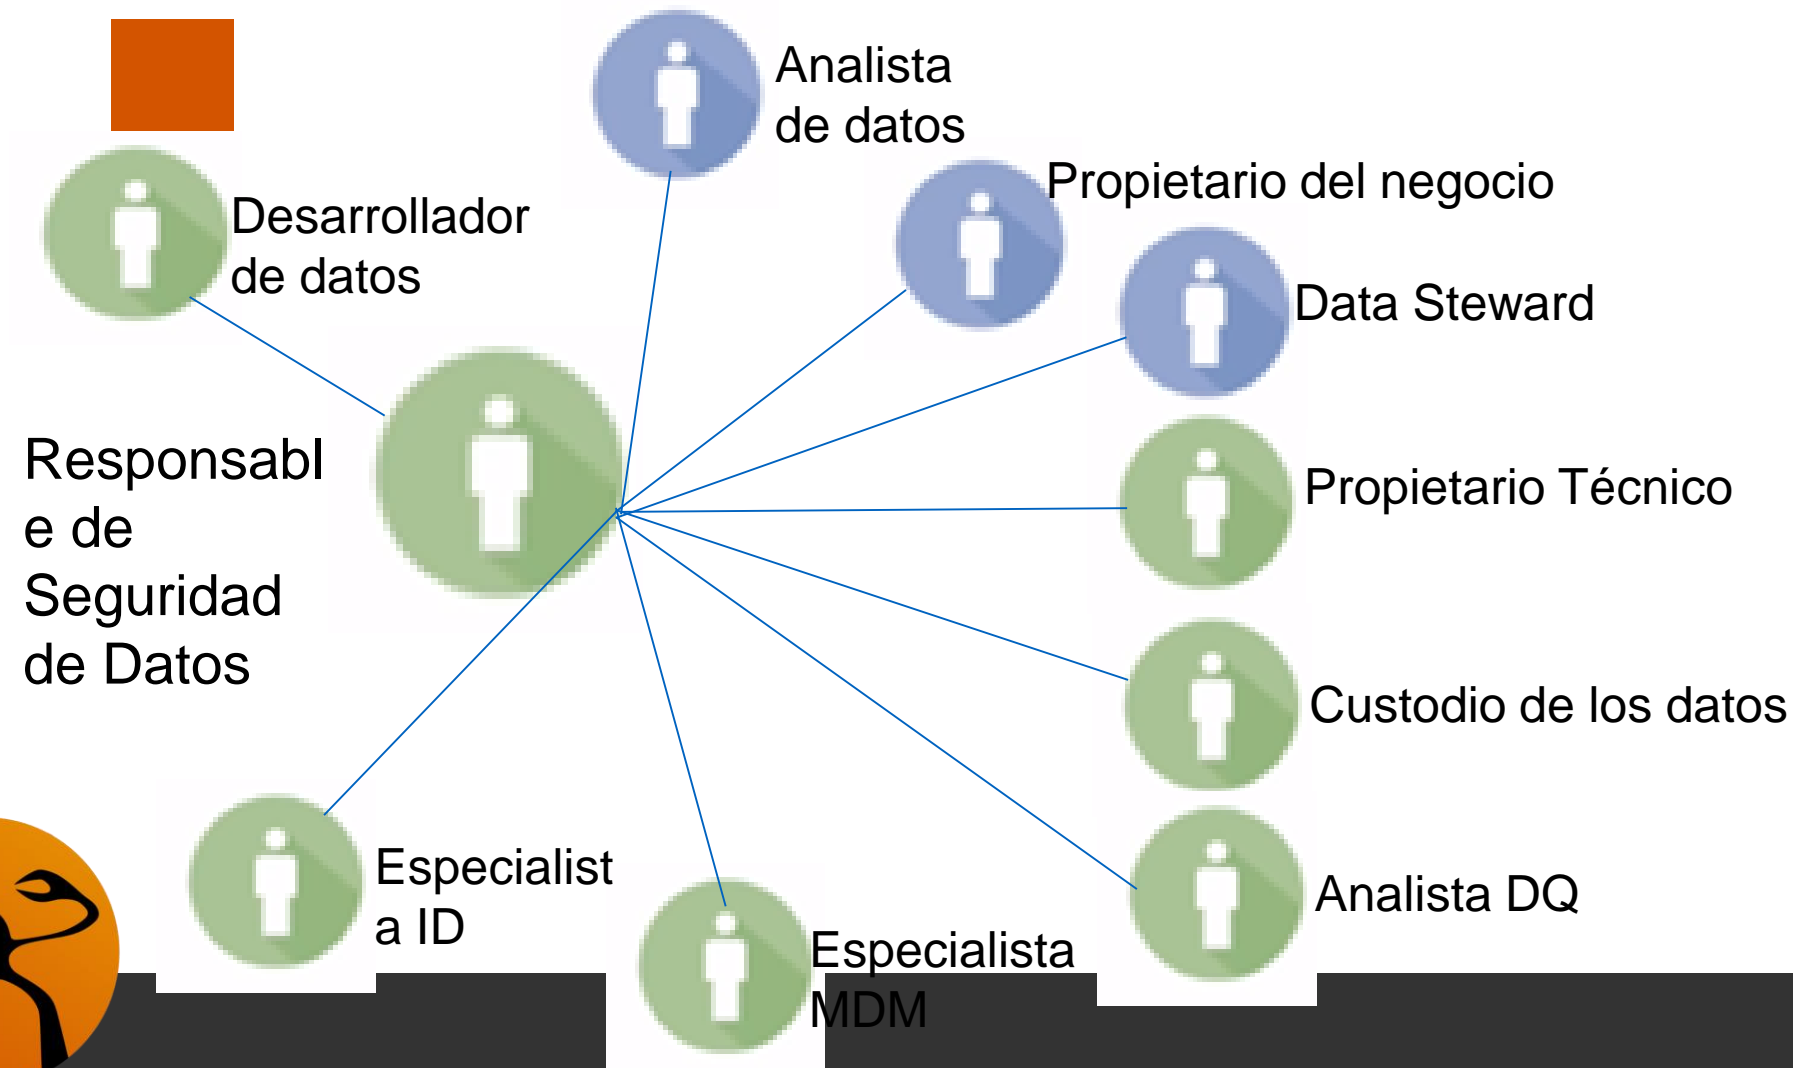 Analista
de datos
Propietario del negocio
Desarrollador
de datos
Data Steward
Responsabl
e de
Seguridad
de Datos
Propietario Técnico
Custodio de los datos
Especialist
a ID
Analista DQ
Especialista
MDM